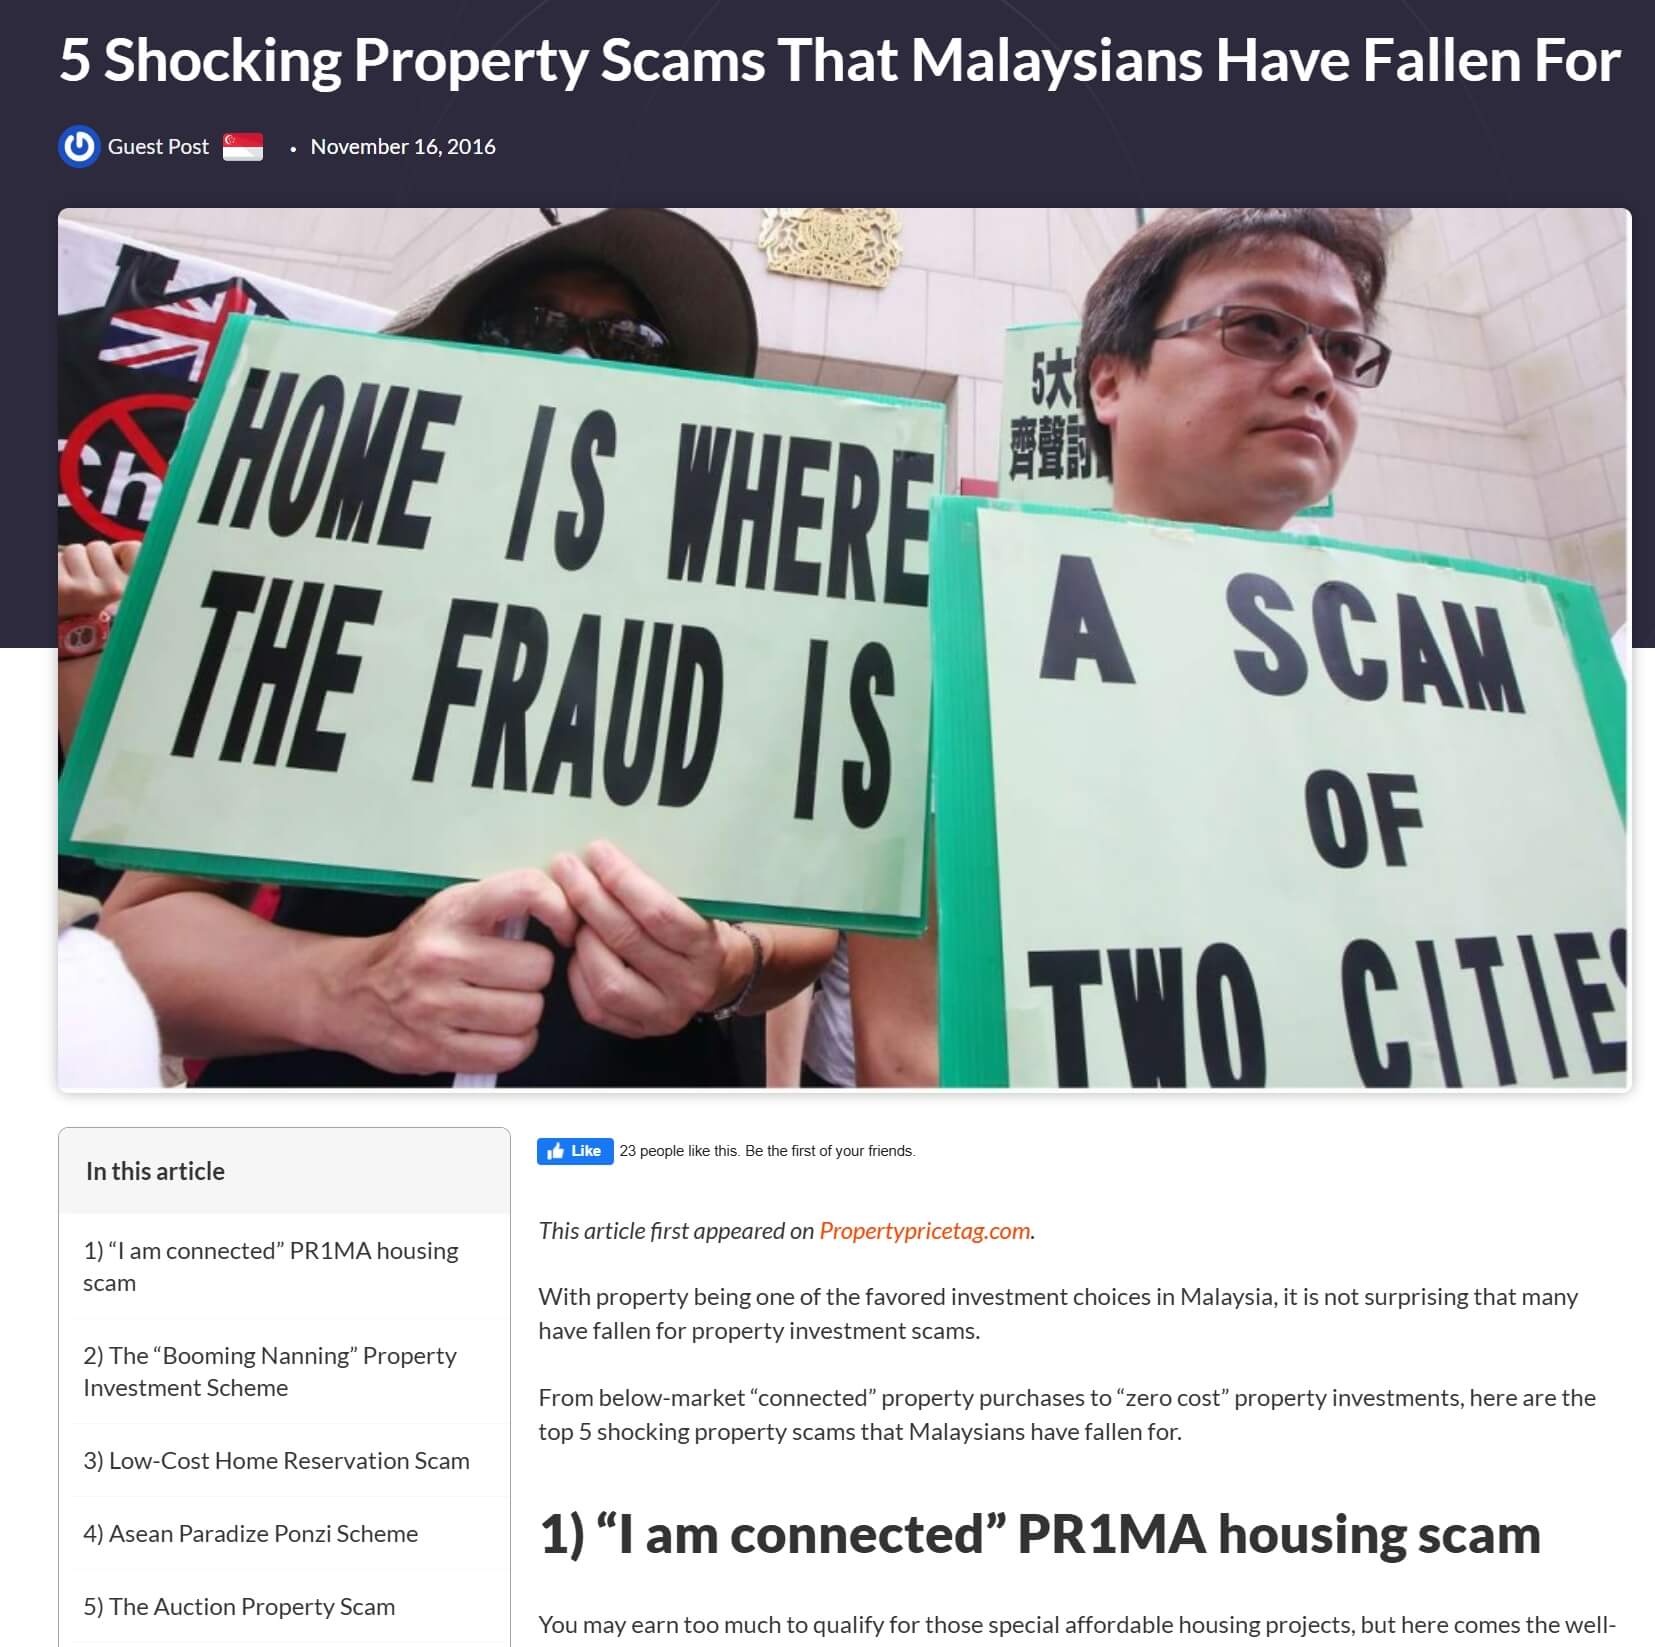 5 Shocking Property Scams That Malaysians Have Fallen For
Guest Post • November 16, 2016
Ch
HOME IS WHERE
THE FRAUD IS
5大
齊聲討
A SCAM
OF
TWO CITIES
In this article
1) “I am connected” PR1MA housing
scam
2) The “Booming Nanning” Property
Investment Scheme
3) Low-Cost Home Reservation Scam
4) Asean Paradize Ponzi Scheme
5) The Auction Property Scam
Like 23 people like this. Be the first of your friends.
This article first appeared on Propertypricetag.com.
With property being one of the favored investment choices in Malaysia, it is not surprising that many
have fallen for property investment scams.
From below-market “connected” property purchases to “zero cost” property investments, here are the
top 5 shocking property scams that Malaysians have fallen for.
1) “I am connected” PR1MA housing scam
You may earn too much to qualify for those special affordable housing projects, but here comes the well-